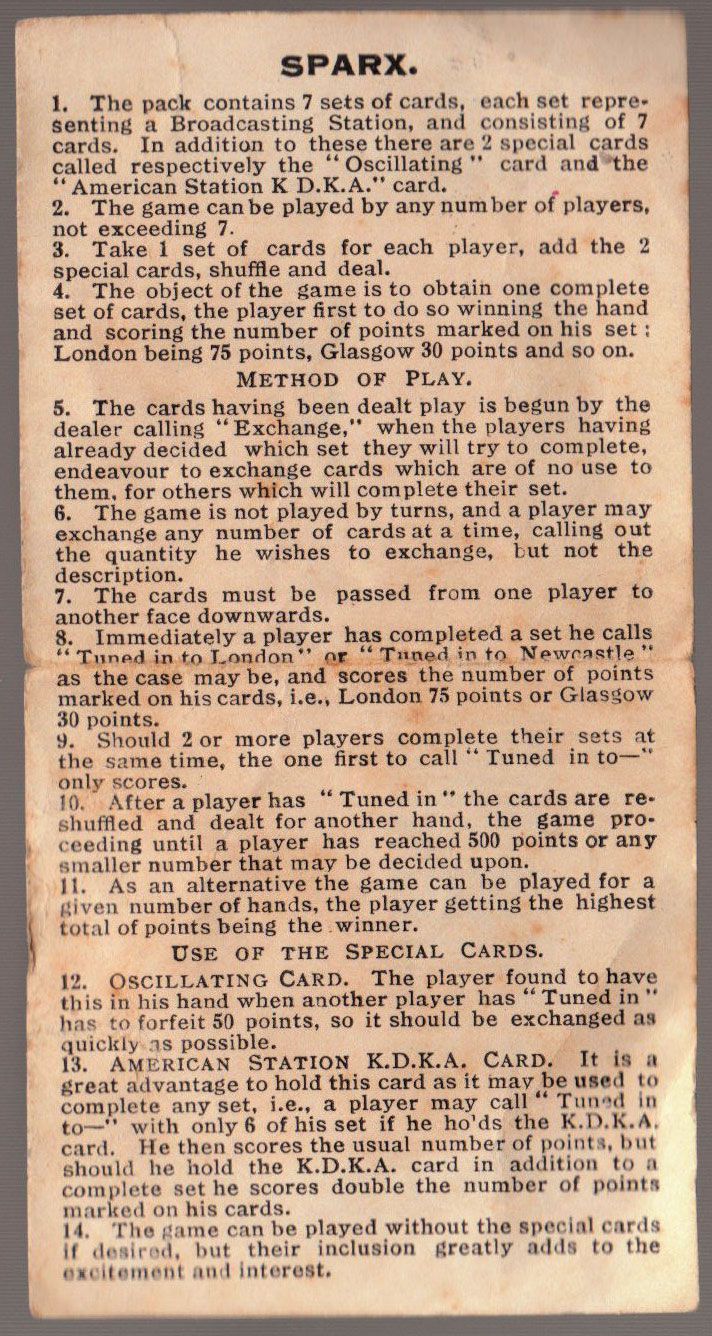 SPARX.
1. The pack contains 7 sets of cards, each set repre-
senting a Broadcasting Station, and consisting of 7
cards. In addition to these there are 2 special cards
called respectively the "Oscillating" card and the
"American Station K D.K.A." card.
2. The game can be played by any number of players,
not exceeding 7.
3. Take 1 set of cards for each player, add the 2
special cards, shuffle and deal.
4. The object of the game is to obtain one complete
set of cards, the player first to do so winning the hand
and scoring the number of points marked on his set :
London being 75 points, Glasgow 30 points and so on.
METHOD OF PLAY.
5. The cards having been dealt play is begun by the
dealer calling "Exchange," when the players having
already decided which set they will try to complete,
endeavour to exchange cards which are of no use to
them, for others which will complete their set.
6. The game is not played by turns, and a player may
exchange any number of cards at a time, calling out
the quantity he wishes to exchange, but not the
description.
7. The cards must be passed from one player to
another face downwards.
8. Immediately a player has completed a set he calls
"Tuned in to London" or "Tuned in to Newcastle"
as the case may be, and scores the number of points
marked on his cards, i.e., London 75 points or Glasgow
30 points.
9. Should 2 or more players complete their sets at
the same time, the one first to call "Tuned in to—"
only scores.
10. After a player has "Tuned in" the cards are re-
shuffled and dealt for another hand, the game pro-
ceeding until a player has reached 500 points or any
smaller number that may be decided upon.
11. As an alternative the game can be played for a
given number of hands, the player getting the highest
total of points being the winner.
USE OF THE SPECIAL CARDS.
12. OSCILLATING CARD. The player found to have
this in his hand when another player has "Tuned in"
has to forfeit 50 points, so it should be exchanged as
quickly as possible.
13. AMERICAN STATION K.D.K.A. CARD. It is a
great advantage to hold this card as it may be used to
complete any set, i.e., a player may call "Tuned in
to—" with only 6 of his set if he ho'ds the K.D.K.A.
card. He then scores the usual number of points, but
should he hold the K.D.K.A. card in addition to a
complete set he scores double the number of points
marked on his cards.
14. The game can be played without the special cards
if desired, but their inclusion greatly adds to the
excitement and interest.